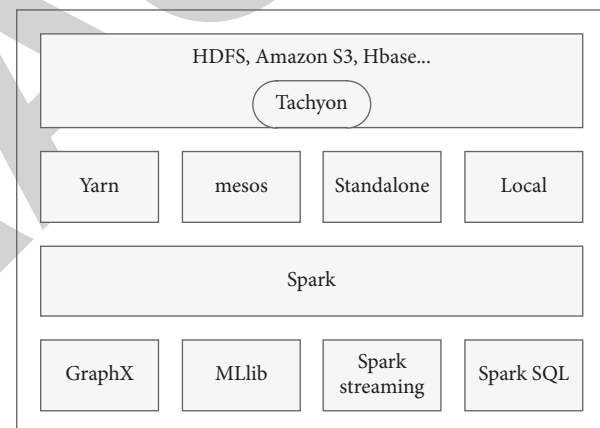 HDFS, Amazon S3, Hbase...
Tachyon
Yarn
mesos
Standalone
Local
Spark
GraphX
MLlib
Spark
streaming
Spark SQL